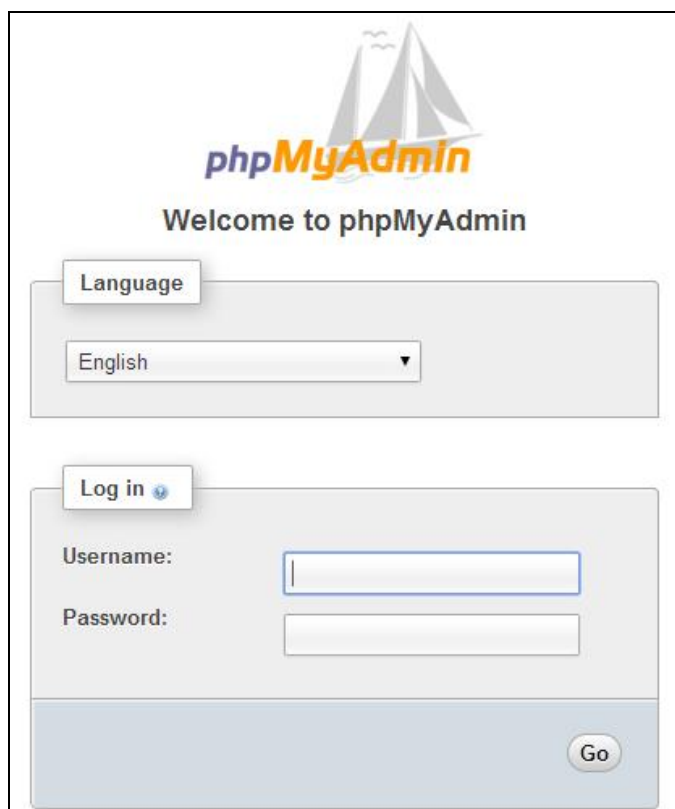 phpMyAdmin
Welcome to phpMyAdmin
Language
English
Log in
Username:
Password:
Go